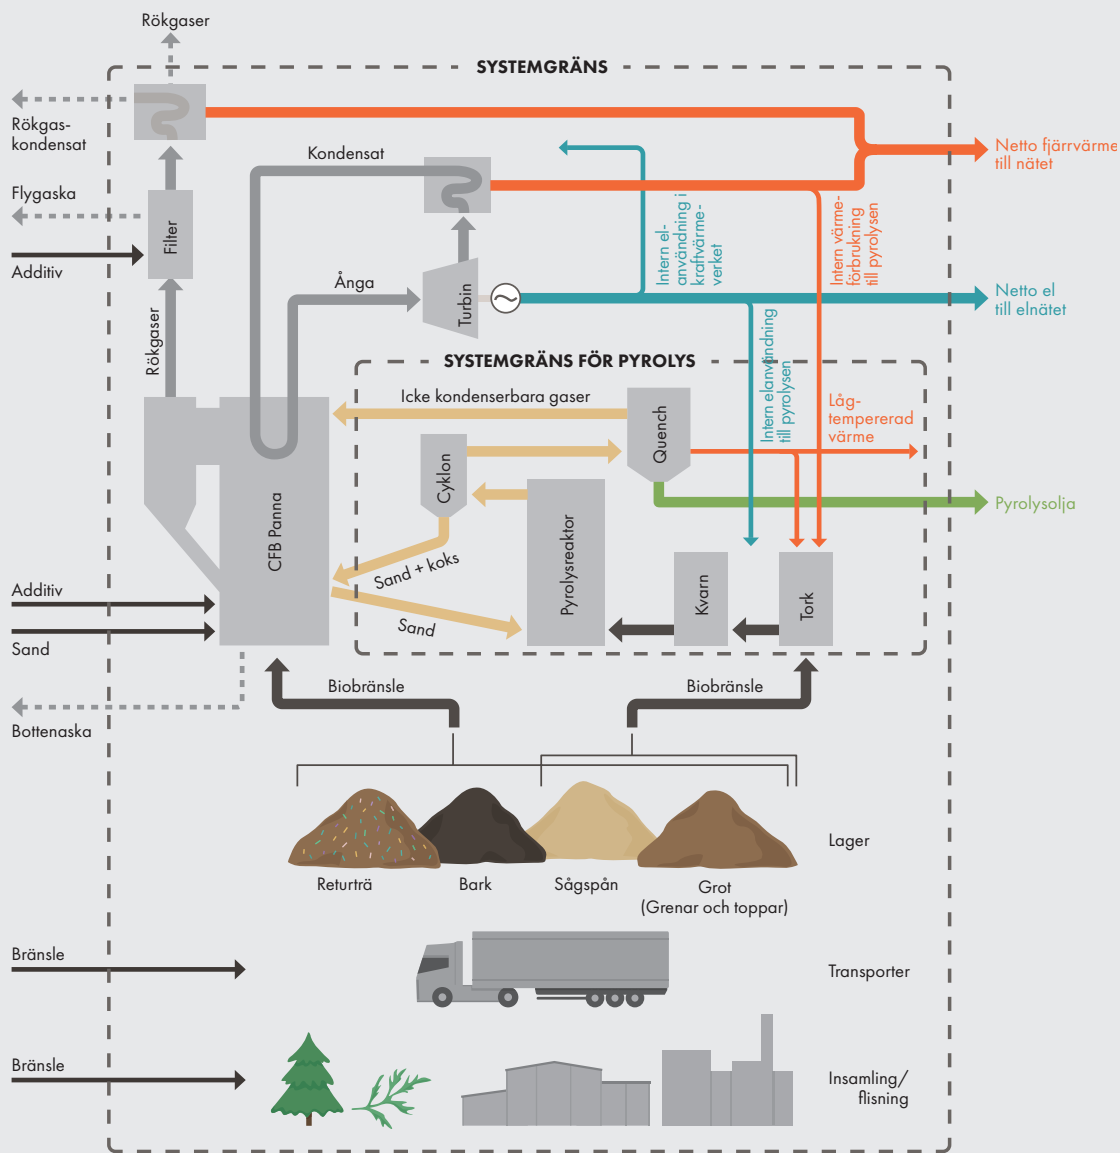 Rökgaser
SYSTEMGRÄNS
Rökgas-
kondensat
Kondensat
Netto fjärrvärme
till nätet
Flygaska
Filter
Additiv
Intern el-
användning i
kraftvärme-
verket
Intern värme-
förbrukning
till pyrolysen
Ånga
Turbin
Netto el
till elnätet
Rökgaser
SYSTEMGRÄNS FÖR PYROLYS
Intern elanvändning
till pyrolysen
Icke kondenserbara gaser
Låg-
tempererad
värme
Quench
Cyklon
Pyrolysolja
CFB Panna
Sand + koks
Pyrolysreaktor
Kvarn
Tork
Additiv
Sand
Sand
Biobränsle
Biobränsle
Bottenaska
Lager
Returträ
Bark
Sågspån
Grot
(Grenar och toppar)
Bränsle
Transporter
Bränsle
Insamling/
flisning